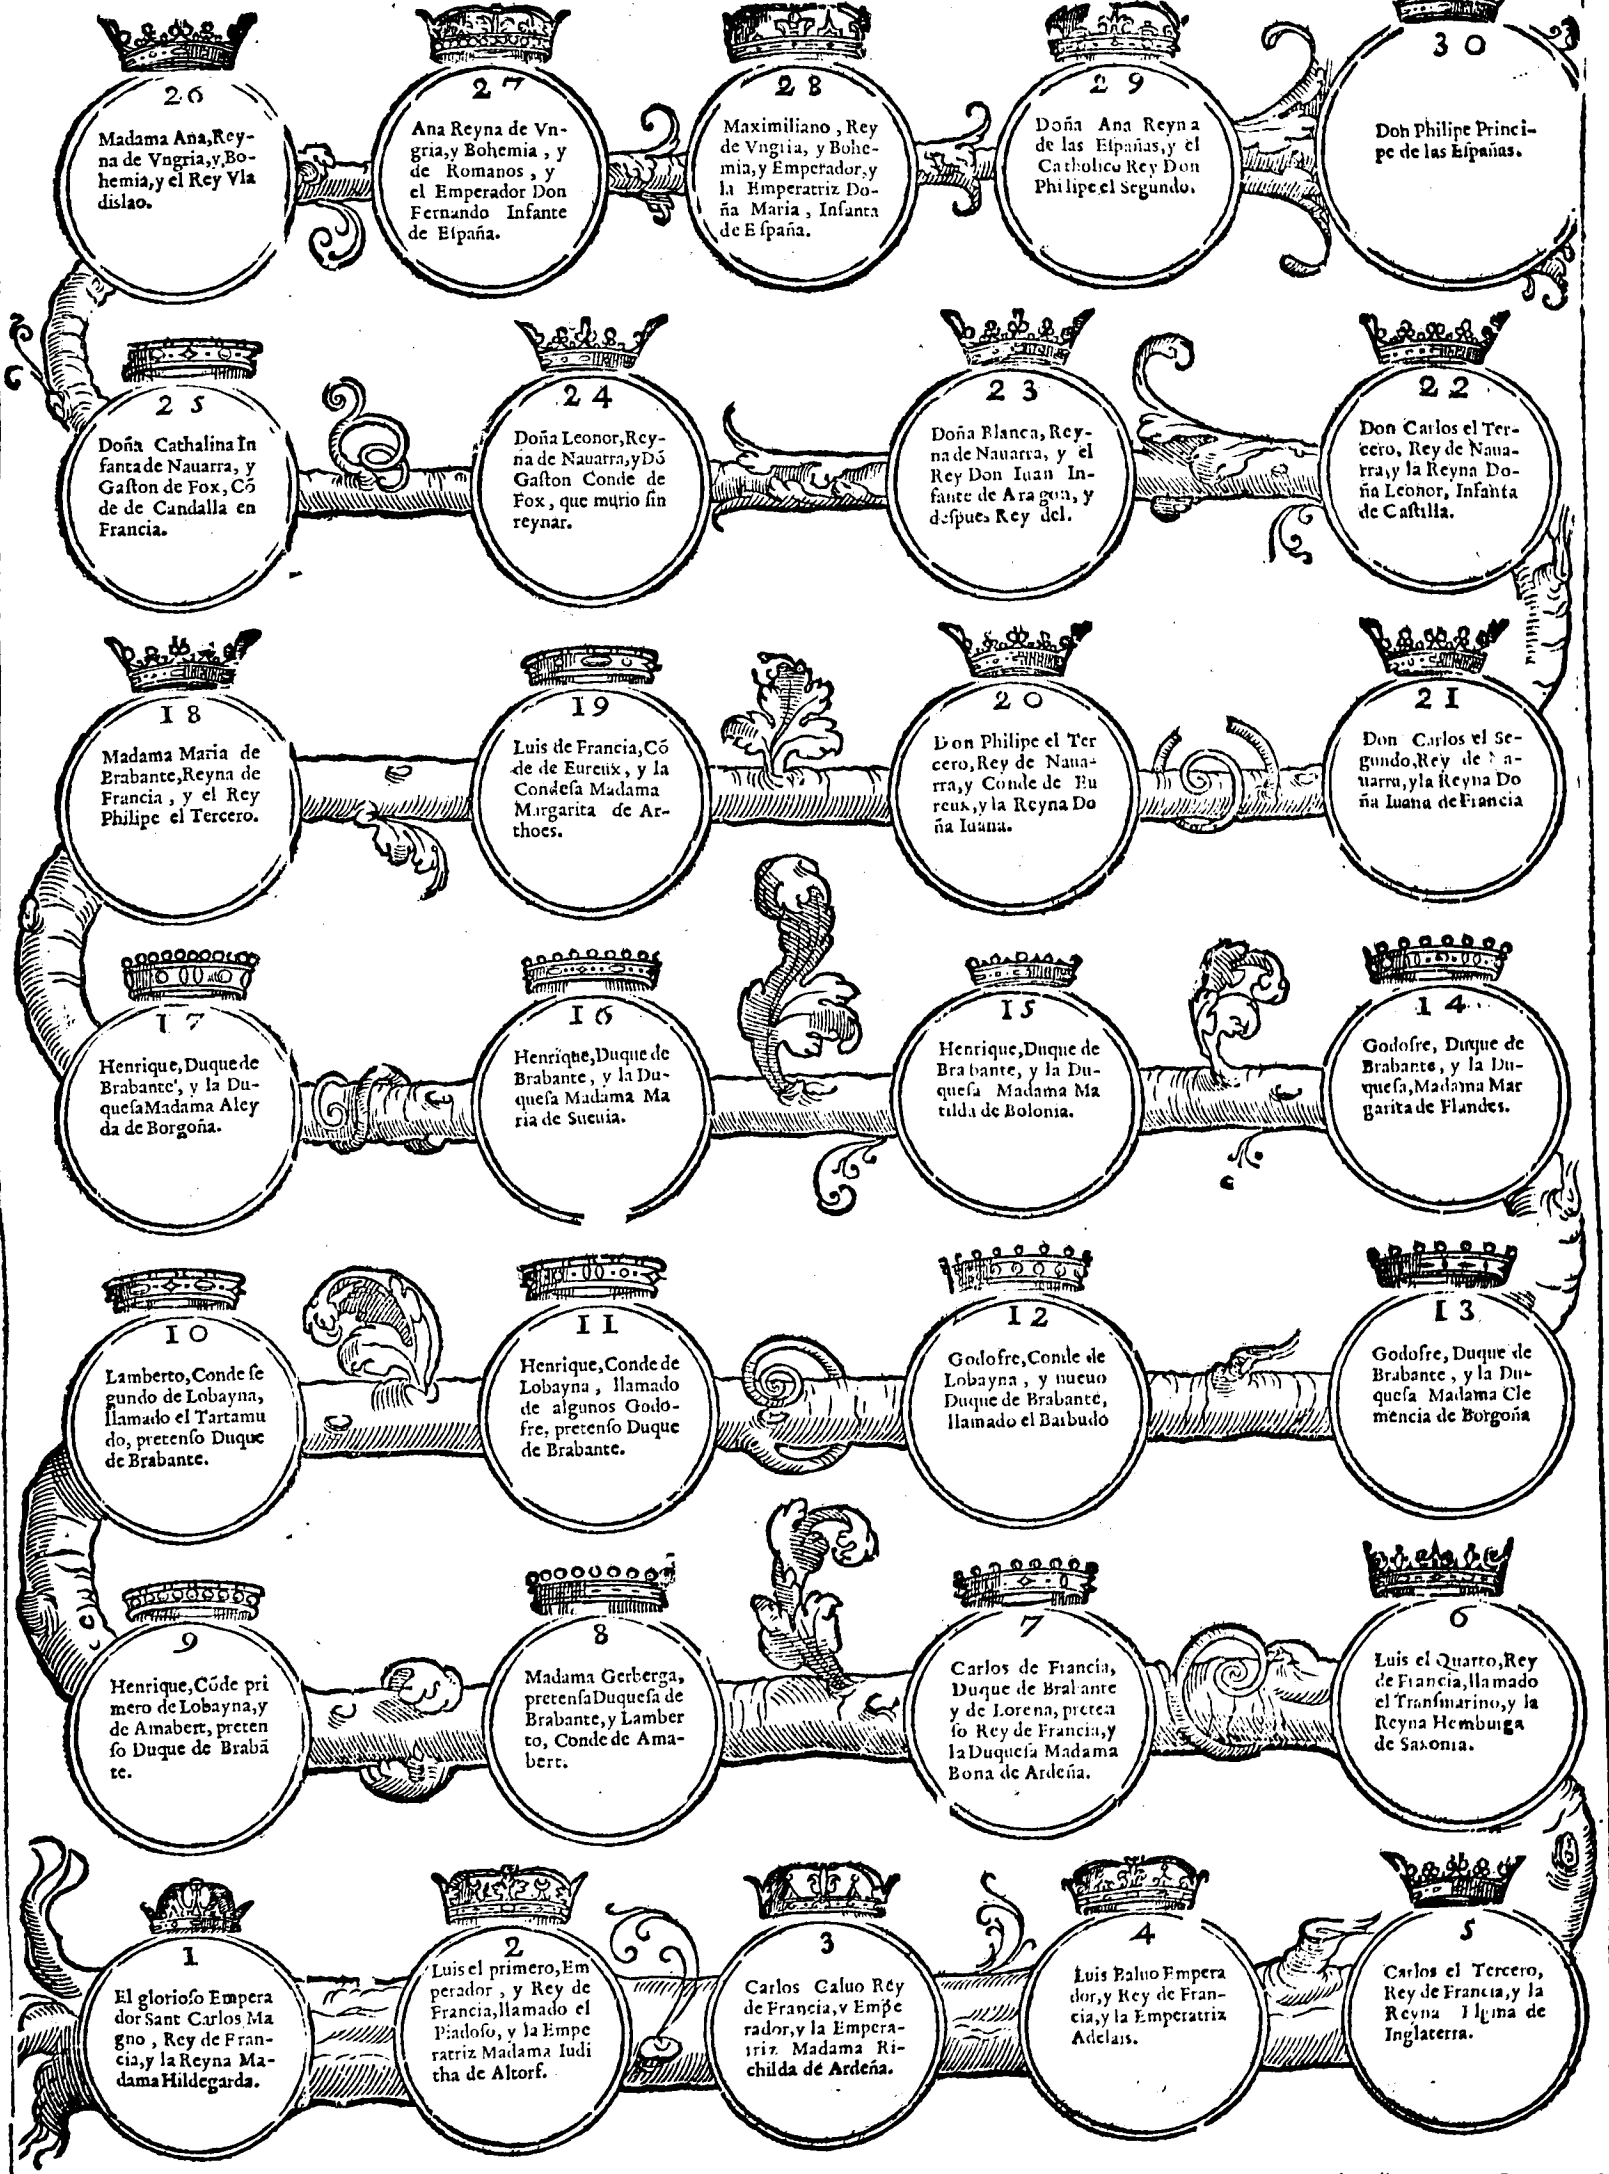 26
Madama Ana, Rey-
na de Vngria, y, Bo-
hemia, y el Rey Vla
dislao.
27
Ana Reyna de Vn-
gria, y Bohemia, y
de Romanos, y
el Emperador Don
Fernando Infante
de España.
28
Maximiliano, Rey
de Vngria, y Bohe-
mia, y Emperador, y
la Emperatriz Do-
ña Maria, Infanta
de España.
29
Doña Ana Reyna
de las Españas, y el
Catholico Rey Don
Philipe, el Segundo.
30
Don Philipe Princi-
pe de las Españas.
25
Doña Cathalina In
fanta de Nauarra, y
Gaston de Fox, Cō
de de Candalla en
Francia.
24
Doña Leonor, Rey-
na de Nauarra, y Dō
Gaston Conde de
Fox, que murio sin
reynar.
23
Doña Blanca, Rey-
na de Nauarra, y el
Rey Don Iuan In-
fante de Aragon, y
despues Rey del.
22
Don Carlos el Ter-
cero, Rey de Naua-
rra, y la Reyna Do-
ña Leonor, Infanta
de Castilla.
18
Madama Maria de
Brabante, Reyna de
Francia, y el Rey
Philipe el Tercero.
19
Luis de Francia, Cō
de de Eureux, y la
Condesa Madama
Margarita de Ar-
thoes.
20
Don Philipe el Ter
cero, Rey de Naua-
rra, y Conde de Eu
reux, y la Reyna Do
ña Iuana.
21
Don Carlos el Se-
gundo, Rey de Na-
uarra, y la Reyna Do
ña Iuana de Francia
17
Henrique, Duque de
Brabante, y la Du-
quesa Madama Aley
da de Borgoña.
16
Henrique, Duque de
Brabante, y la Du-
quesa Madama Ma
ria de Sueuia.
15
Henrique, Duque de
Brabante, y la Du-
quesa Madama Ma
tilda de Bolonia.
14
Godofre, Duque de
Brabante, y la Du-
quesa, Madama Mar
garita de Flandes.
10
Lamberto, Conde se
gundo de Lobayna,
llamado el Tartamu
do, pretenso Duque
de Brabante.
11
Henrique, Conde de
Lobayna, llamado
de algunos Godo-
fre, pretenso Duque
de Brabante.
12
Godofre, Conde de
Lobayna, y nueuo
Duque de Brabante,
llamado el Barbudo
13
Godofre, Duque de
Brabante, y la Du-
quesa Madama Cle
mencia de Borgoña
9
Henrique, Cōde pri
mero de Lobayna, y
de Amabert, preten
so Duque de Brabā
te.
8
Madama Gerberga,
pretensa Duquesa de
Brabante, y Lamber
to, Conde de Ama-
bert.
7
Carlos de Francia,
Duque de Brabante
y de Lorena, preten
so Rey de Francia, y
la Duquesa Madama
Bona de Ardeña.
6
Luis el Quarto, Rey
de Francia, llamado
el Transmarino, y la
Reyna Hemburga
de Saxonia.
1
El glorioso Empera
dor Sant Carlos Ma
gno, Rey de Fran-
cia, y la Reyna Ma-
dama Hildegarda.
2
Luis el primero, Em
perador, y Rey de
Francia, llamado el
Piadoso, y la Empe
ratriz Madama Iudi
tha de Altorf.
3
Carlos Caluo Rey
de Francia, y Empe
rador, y la Empera-
triz Madama Ri-
childa de Ardeña.
4
Luis Baluo Empera
dor, y Rey de Fran-
cia, y la Emperatriz
Adelais.
5
Carlos el Tercero,
Rey de Francia, y la
Reyna de
Inglaterra.